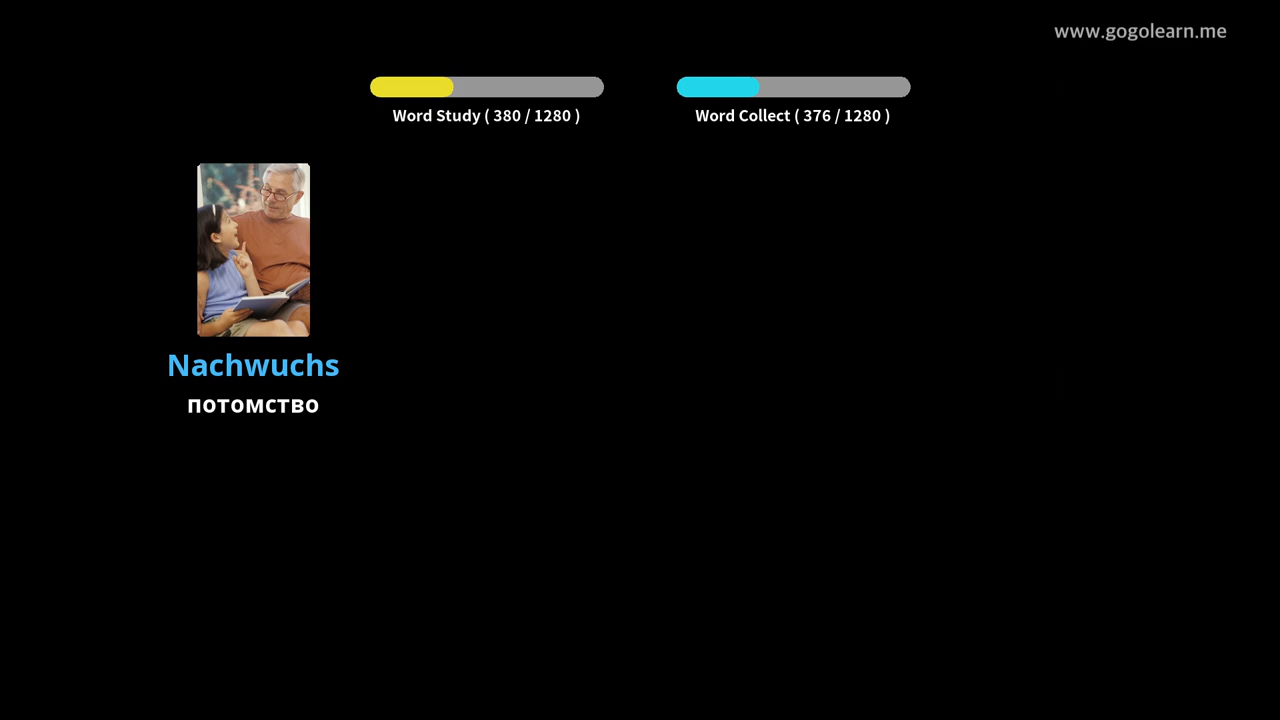 www.gogolearn.me
Word Study ( 380 / 1280 )
Word Collect ( 376 / 1280 )
Nachwuchs
потомство